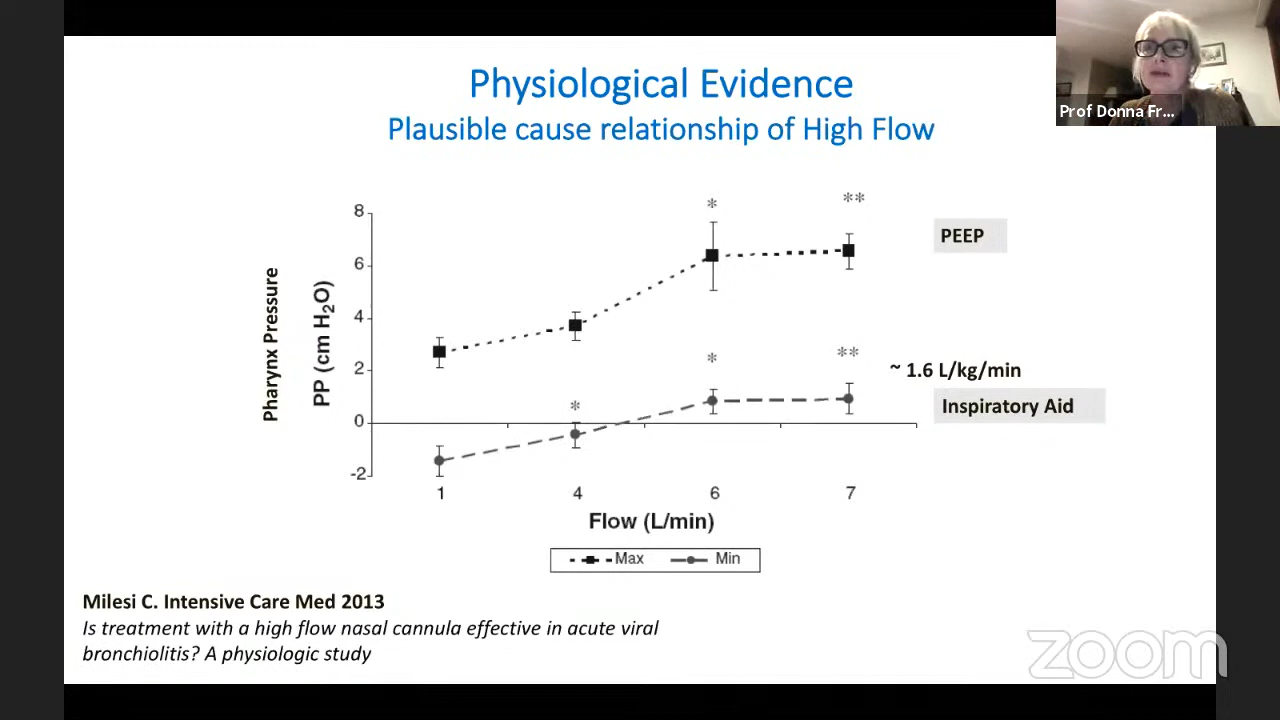 Physiological Evidence
Plausible cause relationship of High Flow
Prof Donna Fr...
Pharynx Pressure
PP (cm H₂O)
8
6
4
2
0
-2
*
**
*
*
**
PEEP
~ 1.6 L/kg/min
Inspiratory Aid
1 4 6 7
Flow (L/min)
Max Min
Milesi C. Intensive Care Med 2013
Is treatment with a high flow nasal cannula effective in acute viral
bronchiolitis? A physiologic study
zoom